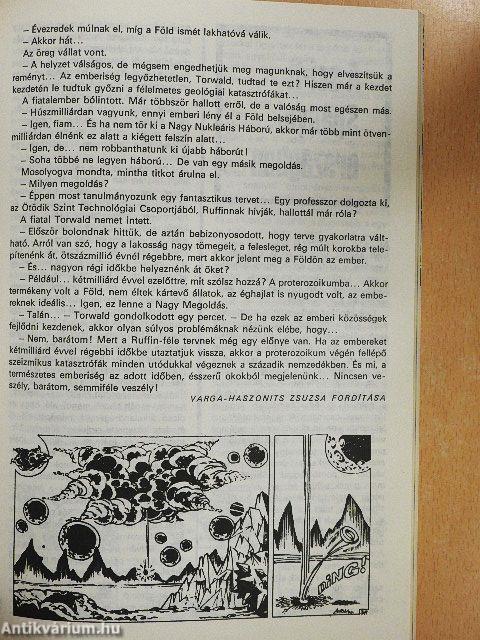 – Évezredek múlnak el, míg a Föld ismét lakhatóvá válik.
– Akkor hát...
Az öreg vállat vont.
– A helyzet válságos, de mégsem engedhetjük meg magunknak, hogy elveszítsük a
reményt... Az emberiség legyőzhetetlen, Torwald, tudted te ezt? Hiszen már a kezdet
kezdetén le tudtuk győzni a félelmetes geológiai katasztrófákat...
A fiatalember bólintott. Már többször hallott erről, de a valóság most egészen más.
– Húszmilliárdan vagyunk, ennyi emberi lény él a Föld belsejében.
– Igen, fiam... És ha nem tör ki a Nagy Nukleáris Háború, akkor már több mint ötven-
milliárdan élnénk ez alatt a kiégett felszín alatt...
– Igen, de... nem robbanthatunk ki újabb háborút!
– Soha többé ne legyen háború... De van egy másik megoldás.
Mosolyogva mondta, mintha titkot árulna el.
– Milyen megoldás?
– Éppen most tanulmányozunk egy fantasztikus tervet... Egy professzor dolgozta ki,
az Ötödik Szint Technológiai Csoportjából, Ruffinnak hívják, hallottál már róla?
A fiatal Torwald nemet intett.
– Először bolondnak hittük, de aztán bebizonyosodott, hogy terve gyakorlatra vált-
ható. Arról van szó, hogy a lakosság nagy tömegeit, a felesleget, rég múlt korokba tele-
pítenénk át, ötszázmillió évnél régebbre, mert akkor jelent meg a Földön az ember.
– És... nagyon régi időkbe helyeznénk át őket?
– Például... kétmilliárd évvel ezelőttre, mit szólsz hozzá? A proterozoikumba... Akkor
termékeny volt a Föld, nem éltek kártevő állatok, az éghajlat is nyugodt volt, az embe-
reknek ideális... Igen, ez lenne a Nagy Megoldás.
– Talán... – Torwald gondolkodott egy percet. – De ha ezek az emberi közösségek
fejlődni kezdenek, akkor olyan súlyos problémáknak nézünk elébe, hogy...
– Nem, barátom! Mert a Ruffin-féle tervnek még egy előnye van. Ha az embereket
kétmilliárd évvel régebbi időkbe utaztatjuk vissza, akkor a proterozoikum végén fellépő
szeizmikus katasztrófák minden utódukkal végeznek a századik nemzedékben. És mi, a
természetes emberiség az adott időben, ésszerű okokból megjelenünk... Nincsen ve-
szély, barátom, semmiféle veszély!
VARGA-HASZONITS ZSUZSA FORDÍTÁSA
DING!
Antikvárium.hu